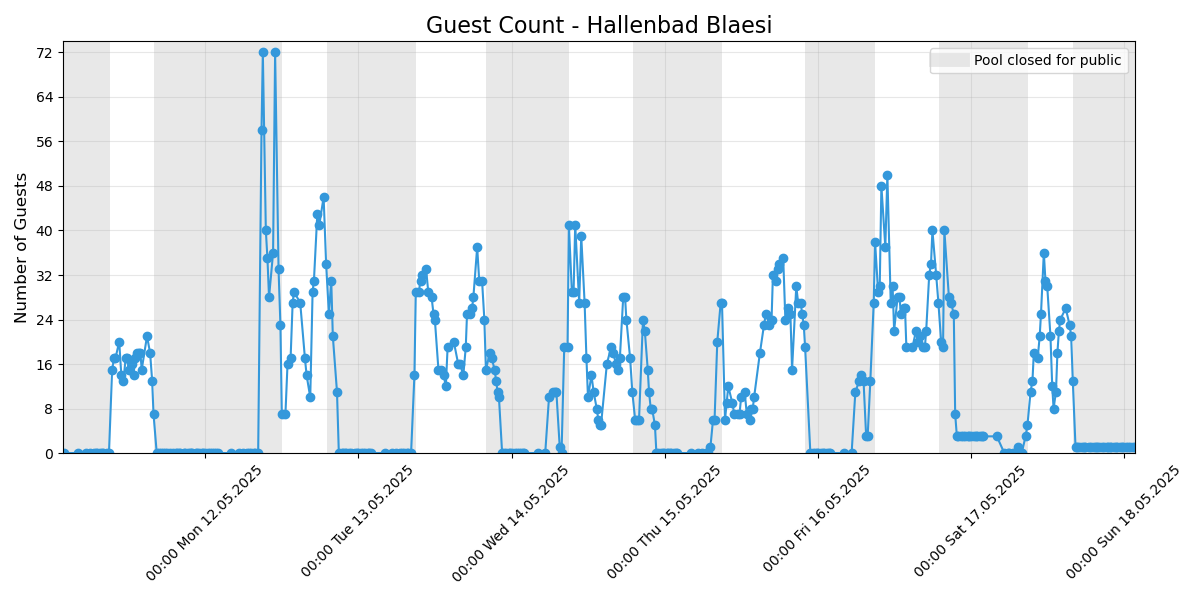 Guest Count - Hallenbad Blaesi
Pool closed for public
Number of Guests
72
64
56
48
40
32
24
16
8
0
00:00 Mon 12.05.2025
00:00 Tue 13.05.2025
00:00 Wed 14.05.2025
00:00 Thu 15.05.2025
00:00 Fri 16.05.2025
00:00 Sat 17.05.2025
00:00 Sun 18.05.2025